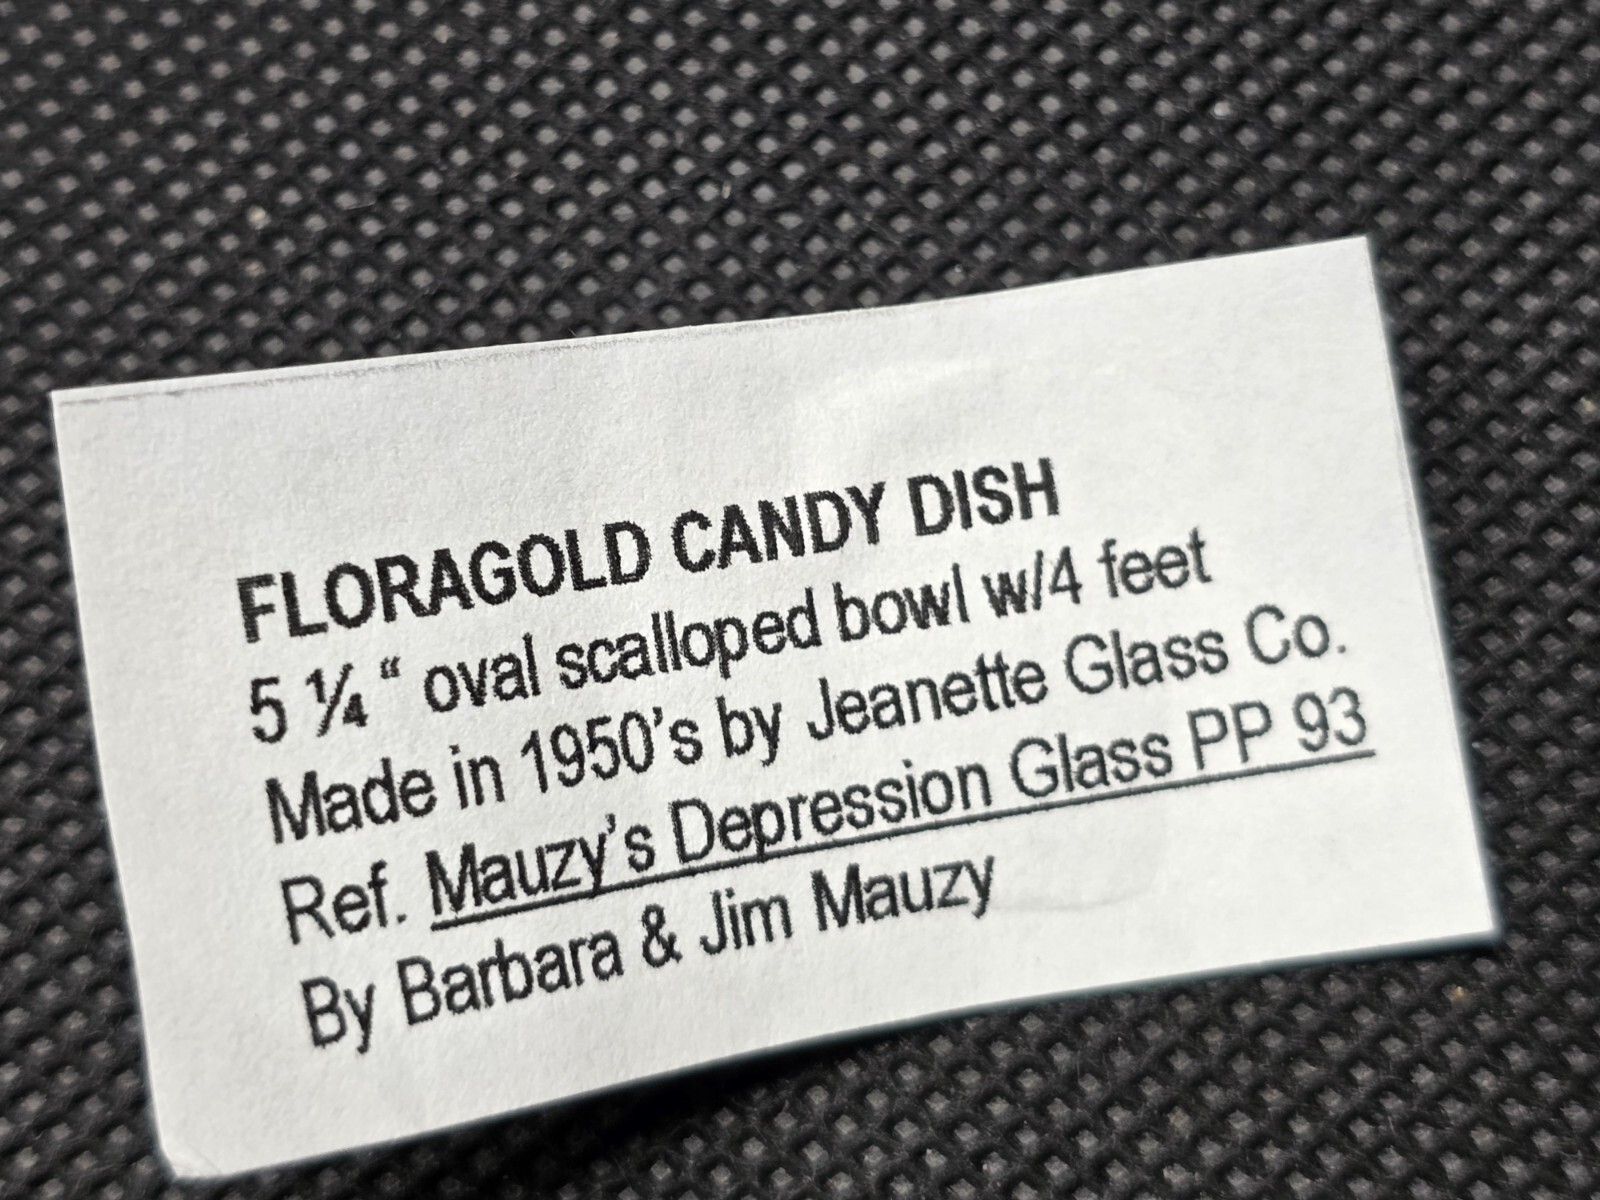 FLORAGOLD CANDY DISH
5 ¼ “ oval scalloped bowl w/4 feet
Made in 1950's by Jeanette Glass Co.
Ref. Mauzy's Depression Glass PP 93
By Barbara & Jim Mauzy